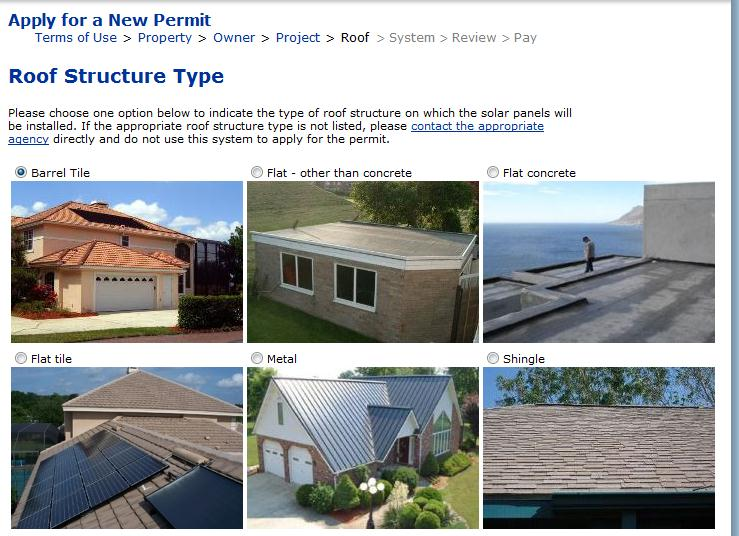 Apply for a New Permit
Terms of Use > Property > Owner > Project > Roof > System > Review > Pay
Roof Structure Type
Please choose one option below to indicate the type of roof structure on which the solar panels will
be installed. If the appropriate roof structure type is not listed, please contact the appropriate
agency directly and do not use this system to apply for the permit.
Barrel Tile
Flat - other than concrete
Flat concrete
Flat tile
Metal
Shingle